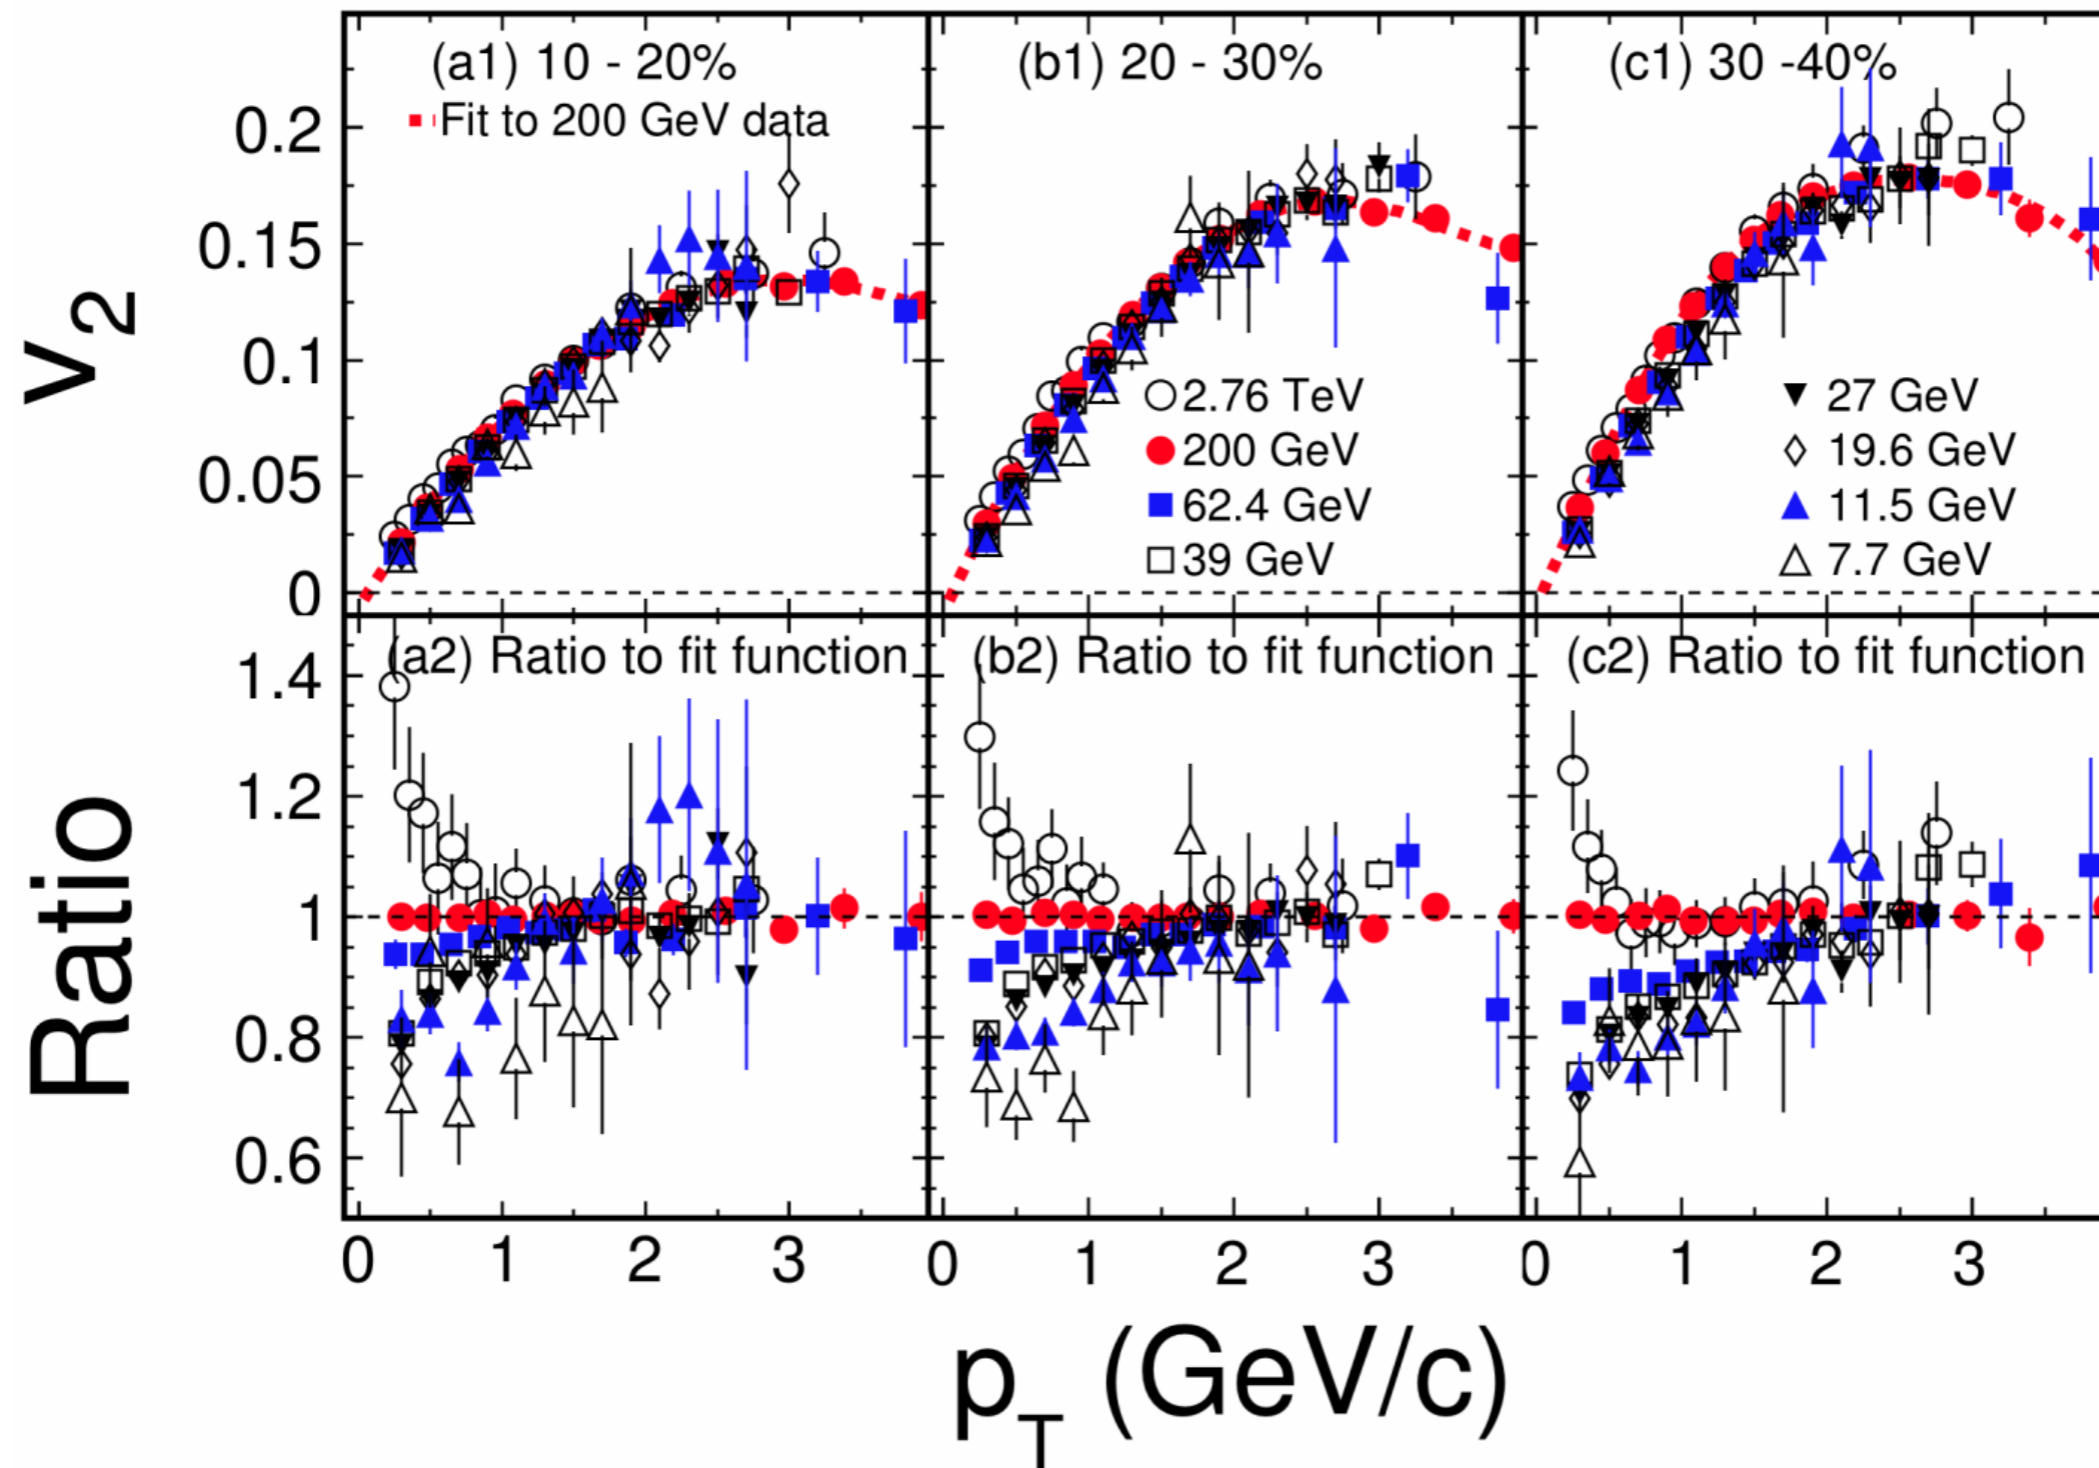 (a1) 10 - 20%
Fit to 200 GeV data
(b1) 20 - 30%
(c1) 30 -40%
v2
0.2
0.15
0.1
0.05
0
2.76 TeV
200 GeV
62.4 GeV
39 GeV
27 GeV
19.6 GeV
11.5 GeV
7.7 GeV
(a2) Ratio to fit function
(b2) Ratio to fit function
(c2) Ratio to fit function
Ratio
1.4
1.2
1
0.8
0.6
0 1 2 3
0 1 2 3
0 1 2 3
pT (GeV/c)